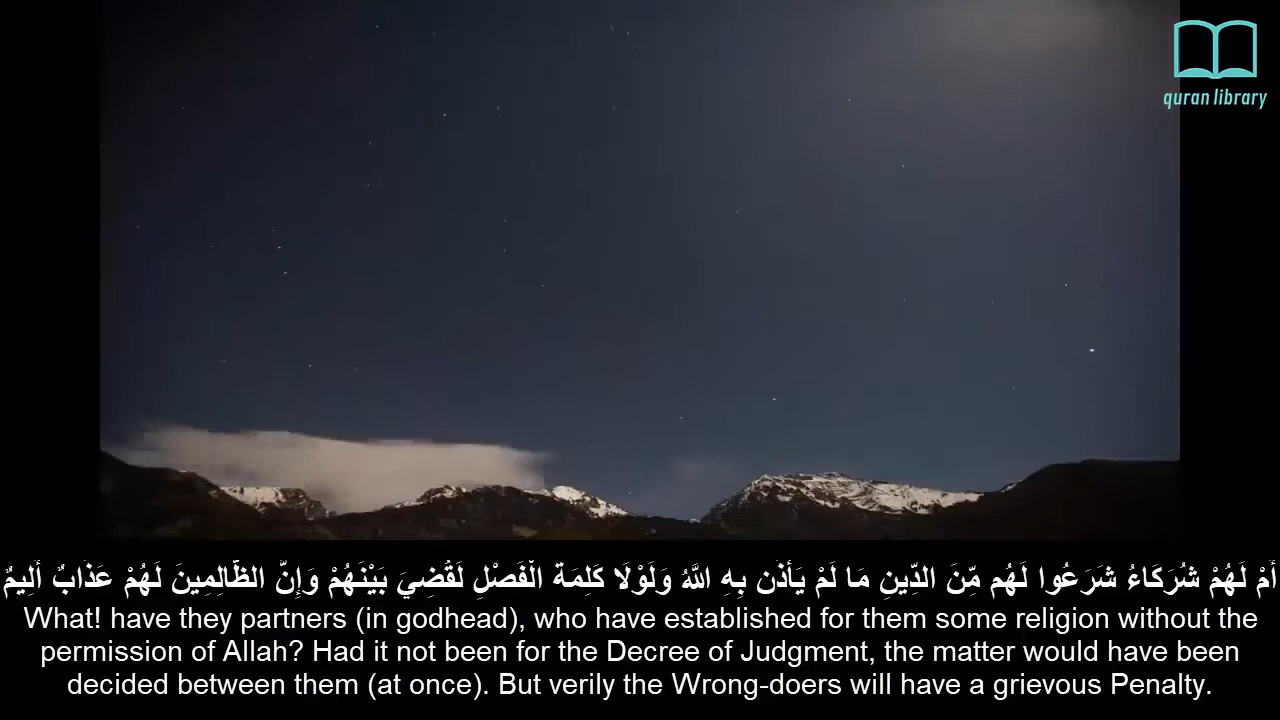 quran library
أَمْ لَهُمْ شُرَكَاءُ شَرَعُوا لَهُم مِّنَ الدِّينِ مَا لَمْ يَأْذَن بِهِ اللَّهُ وَلَوْلَا كَلِمَةُ الْفَصْلِ لَقُضِيَ بَيْنَهُمْ وَإِنَّ الظَّالِمِينَ لَهُمْ عَذَابٌ أَلِيمٌ
What! have they partners (in godhead), who have established for them some religion without the
permission of Allah? Had it not been for the Decree of Judgment, the matter would have been
decided between them (at once). But verily the Wrong-doers will have a grievous Penalty.